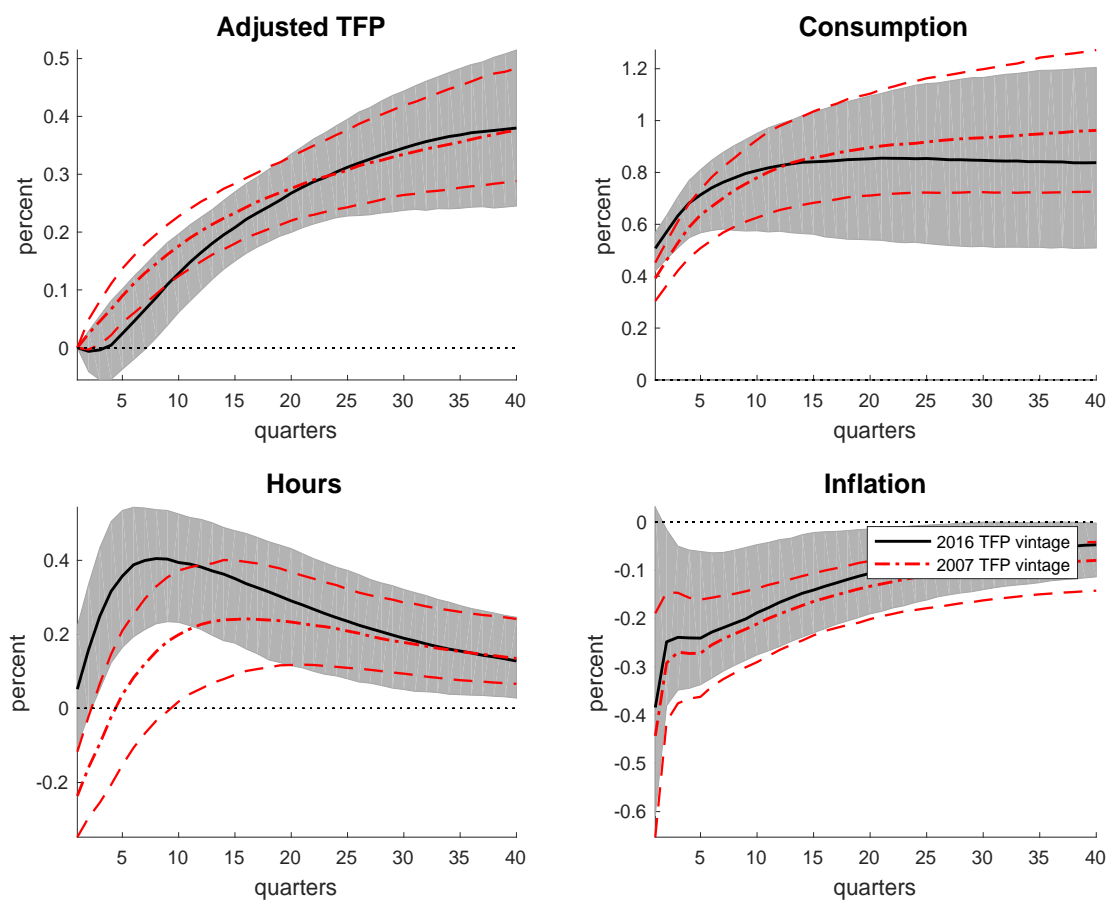 Adjusted TFP
percent
0.5
0.4
0.3
0.2
0.1
0
5 10 15 20 25 30 35 40
quarters
Consumption
percent
1.2
1
0.8
0.6
0.4
0.2
0
5 10 15 20 25 30 35 40
quarters
Hours
percent
0.4
0.2
0
-0.2
5 10 15 20 25 30 35 40
quarters
Inflation
percent
0
-0.1
-0.2
-0.3
-0.4
-0.5
-0.6
2016 TFP vintage
2007 TFP vintage
5 10 15 20 25 30 35 40
quarters